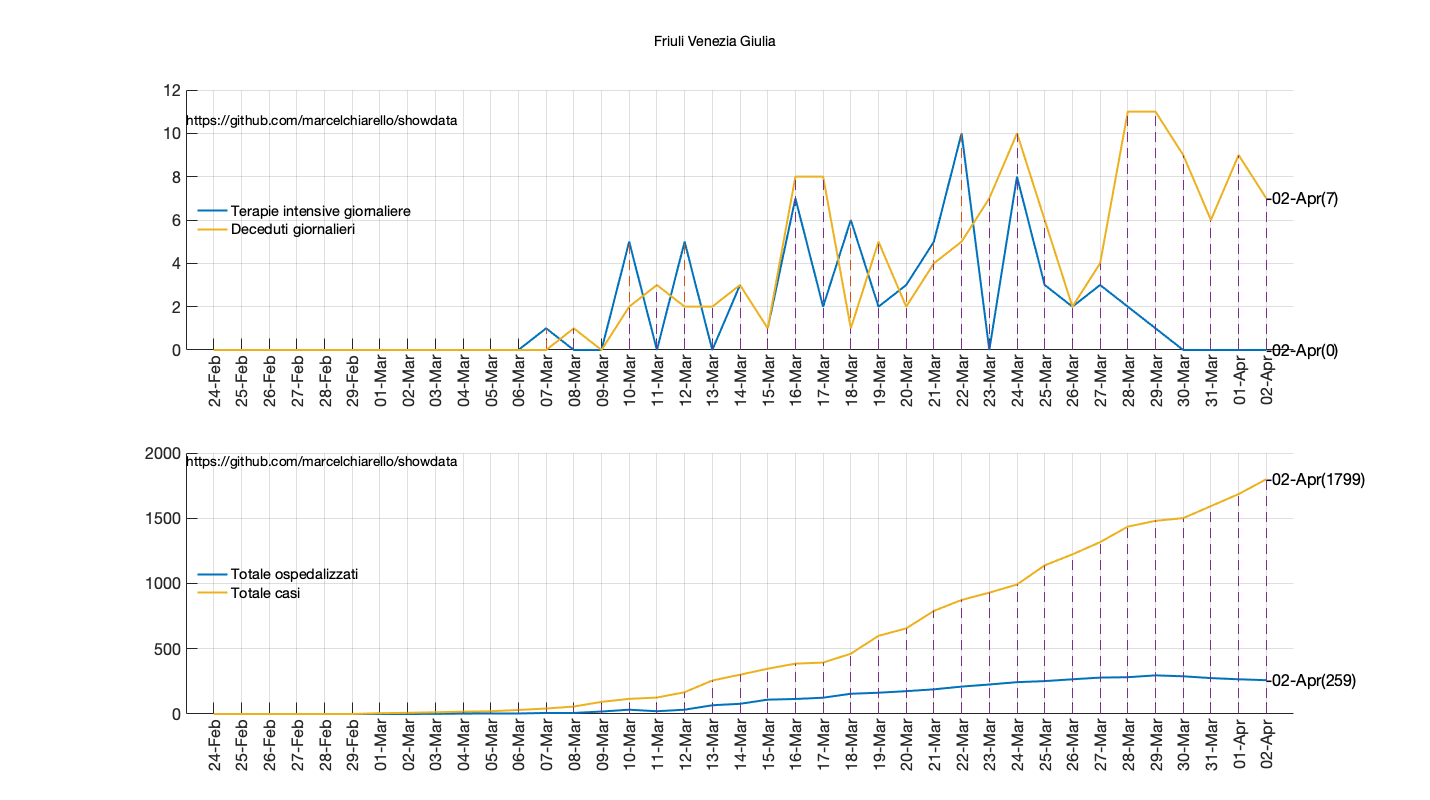 Friuli Venezia Giulia
12
https://github.com/marcelchiarello/showdata
10
8
Terapie intensive giornaliere
-02-Apr(7)
6
Deceduti giornalieri
4
2
0
-02-Apr(0)
24-Feb
25-Feb
26-Feb
27-Feb
28-Feb
29-Feb
01-Mar
02-Mar
03-Mar
04-Mar
05-Mar
06-Mar
07-Mar
08-Mar
09-Mar
10-Mar
11-Mar
12-Mar
13-Mar
14-Mar
15-Mar
16-Mar
17-Mar
18-Mar
19-Mar
20-Mar
21-Mar
22-Mar
23-Mar
24-Mar
25-Mar
26-Mar
27-Mar
28-Mar
29-Mar
30-Mar
31-Mar
01-Apr
02-Apr
2000
https://github.com/marcelchiarello/showdata
-02-Apr(1799)
1500
Totale ospedalizzati
1000
Totale casi
500
-02-Apr(259)
0
24-Feb
25-Feb
26-Feb
27-Feb
28-Feb
29-Feb
01-Mar
02-Mar
03-Mar
04-Mar
05-Mar
06-Mar
07-Mar
08-Mar
09-Mar
10-Mar
11-Mar
12-Mar
13-Mar
14-Mar
15-Mar
16-Mar
17-Mar
18-Mar
19-Mar
20-Mar
21-Mar
22-Mar
23-Mar
24-Mar
25-Mar
26-Mar
27-Mar
28-Mar
29-Mar
30-Mar
31-Mar
01-Apr
02-Apr